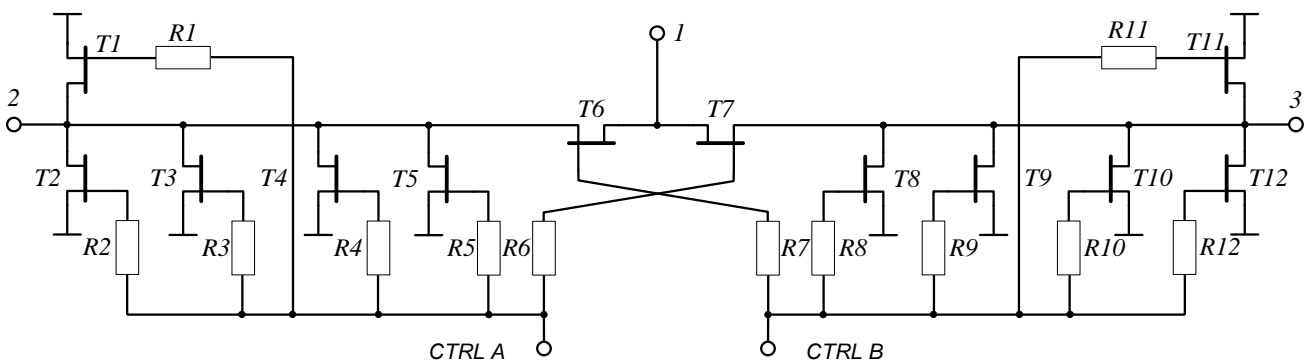 T1 R1 1 R11 T11
2 T6 T7 3
T2 T3 T4 T5 T8 T9 T10 T12
R2 R3 R4 R5 R6 R7 R8 R9 R10 R12
CTRL A CTRL B